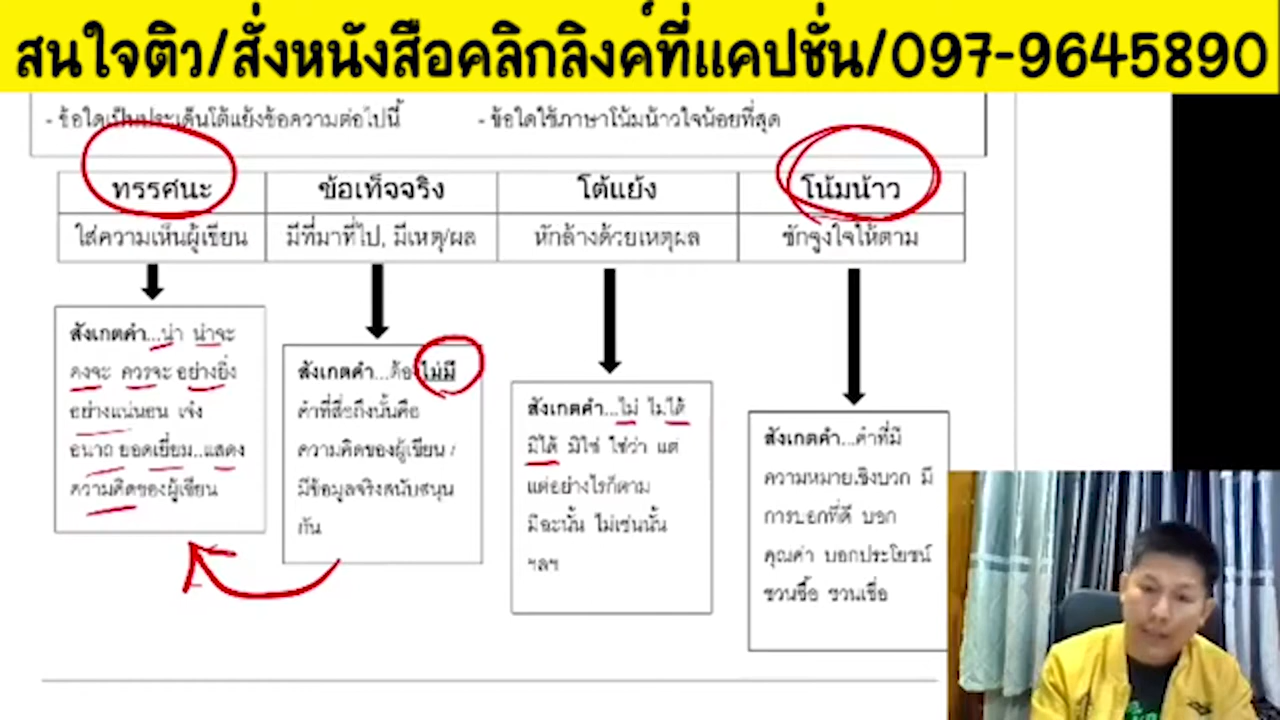 สนใจติว/สั่งหนังสือคลิกลิงค์ที่แคปชั่น/097-9645890
- ข้อใดเป็นประเด็นโต้แย้งข้อความต่อไปนี้ - ข้อใดใช้ภาษาโน้มน้าวใจน้อยที่สุด
ทรรศนะ ข้อเท็จจริง โต้แย้ง โน้มน้าว
ใส่ความเห็นผู้เขียน มีที่มาที่ไป, มีเหตุ/ผล หักล้างด้วยเหตุผล ชักจูงใจให้ตาม
สังเกตคำ...น่า น่าจะ
คงจะ ควรจะ อย่างยิ่ง
อย่างแน่นอน เจ๋ง
อนาถ ยอดเยี่ยม..แสดง
ความคิดของผู้เขียน
สังเกตคำ...ต้องไม่มี
คำที่สื่อถึงนั้นคือ
ความคิดของผู้เขียน /
มีข้อมูลจริงสนับสนุน
กัน
สังเกตคำ...ไม่ ไม่ได้
มิได้ มิใช่ ใช่ว่า แต่
แต่อย่างไรก็ตาม
มิฉะนั้น ไม่เช่นนั้น
ฯลฯ
สังเกตคำ...คำที่มี
ความหมายเชิงบวก มี
การบอกที่ดี บอก
คุณค่า บอกประโยชน์
ชวนซื้อ ชวนเชื่อ